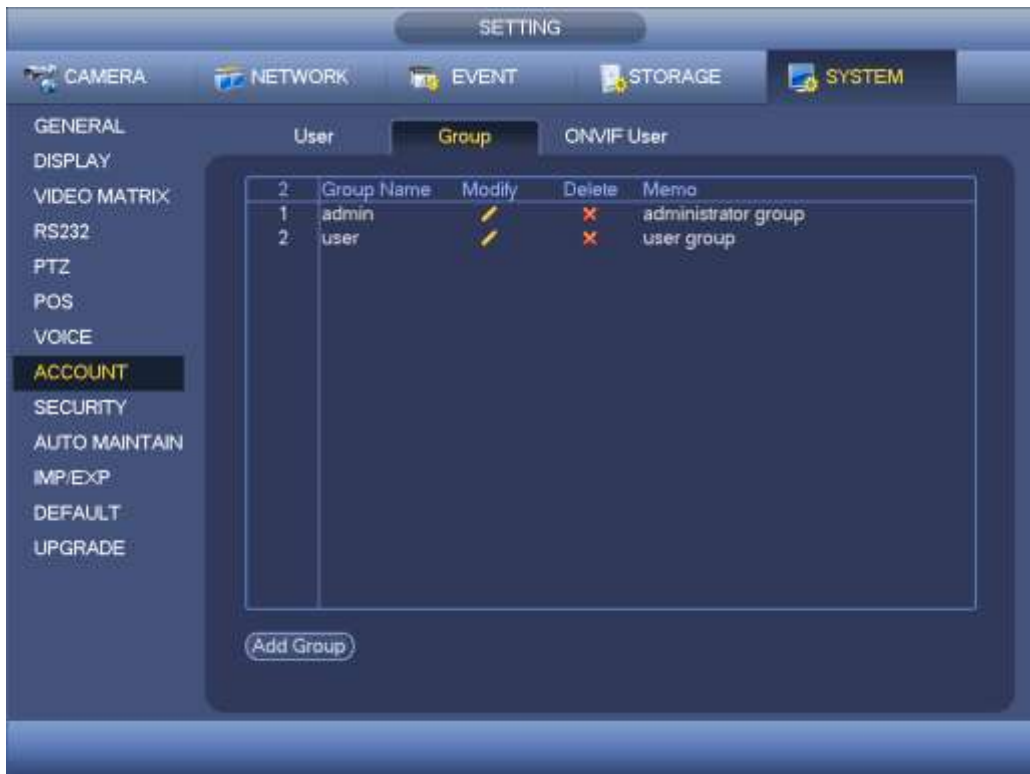 SETTING
CAMERA NETWORK EVENT STORAGE SYSTEM
GENERAL
DISPLAY
VIDEO MATRIX
RS232
PTZ
POS
VOICE
ACCOUNT
SECURITY
AUTO MAINTAIN
IMP/EXP
DEFAULT
UPGRADE
User Group ONVIF User
2 Group Name Modify Delete Memo
1 admin administrator group
2 user user group
Add Group